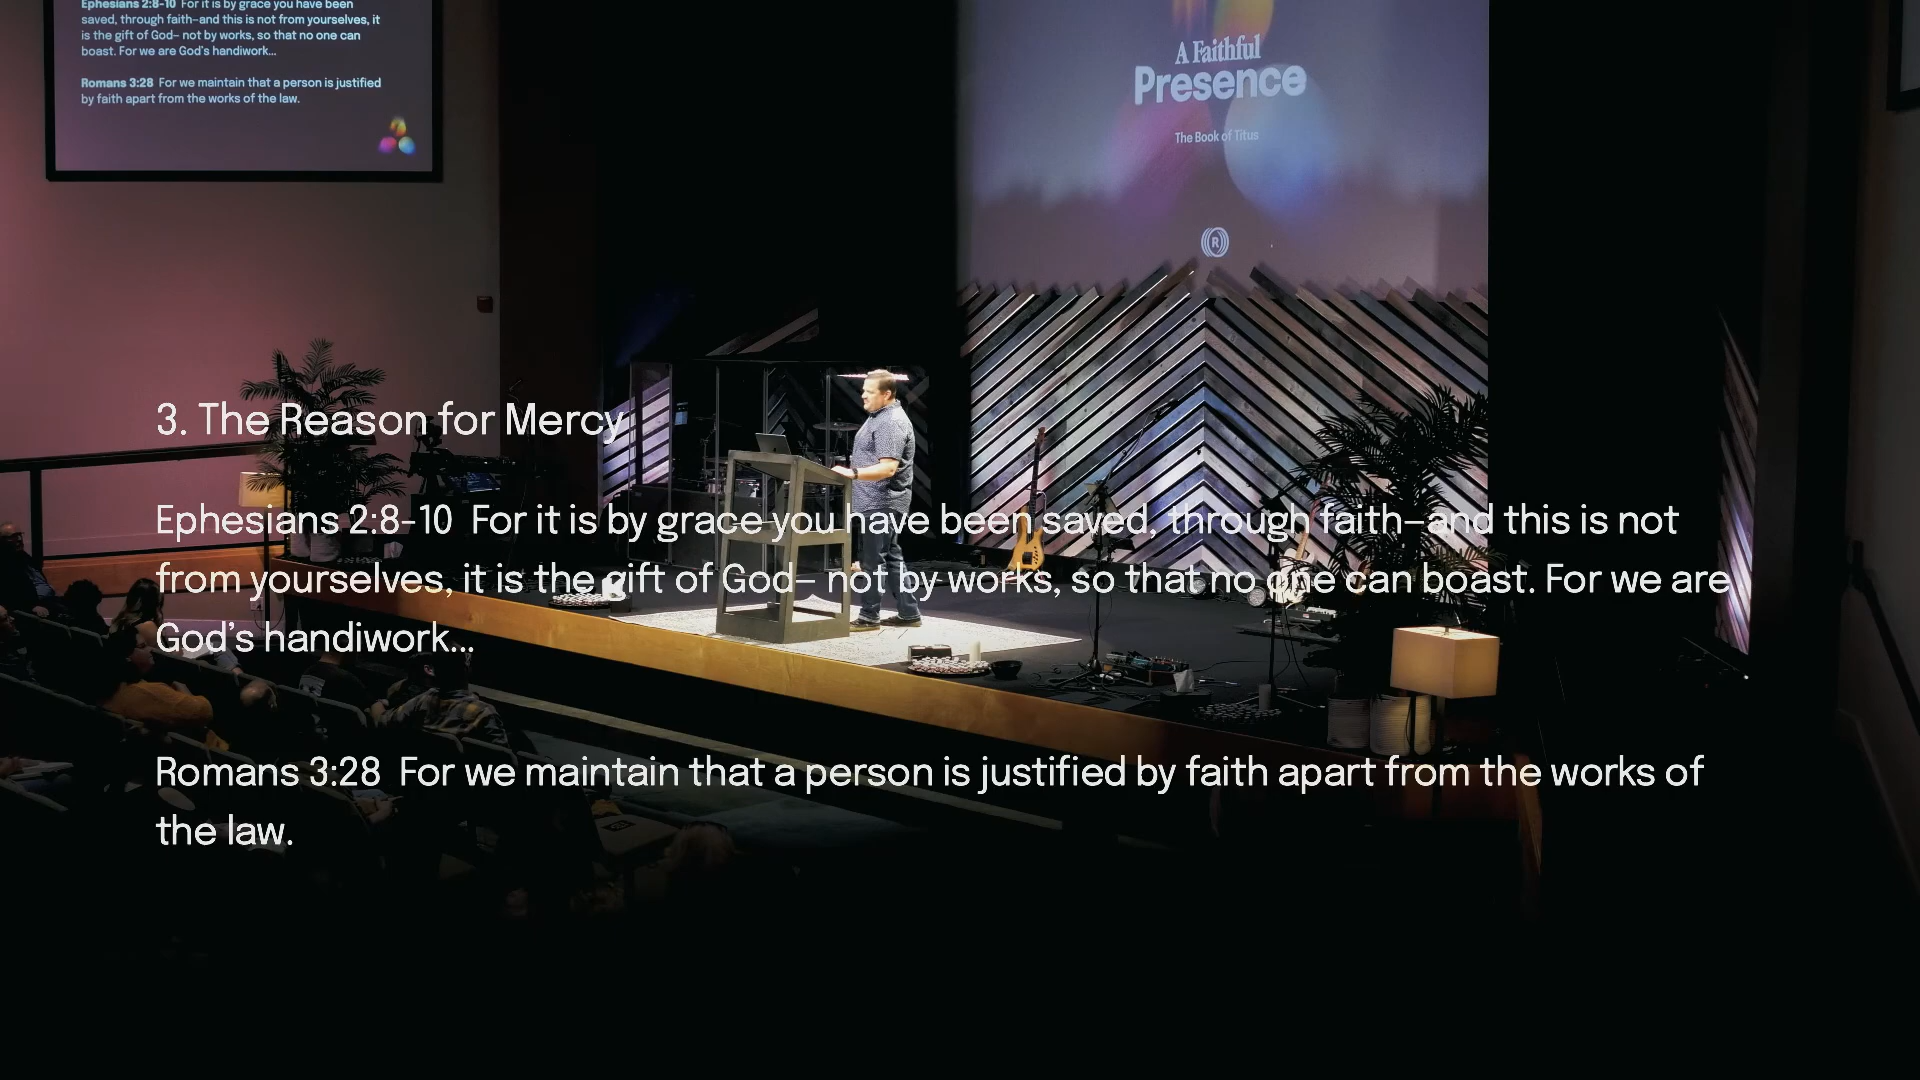 Ephesians 2:8-10 For it is by grace you have been
saved, through faith—and this is not from yourselves, it
is the gift of God— not by works, so that no one can
boast. For we are God's handiwork...
Romans 3:28 For we maintain that a person is justified
by faith apart from the works of the law.
A Faithful
Presence
The Book of Titus
R
3. The Reason for Mercy
Ephesians 2:8-10 For it is by grace you have been saved, through faith—and this is not
from yourselves, it is the gift of God— not by works, so that no one can boast. For we are
God's handiwork...
Romans 3:28 For we maintain that a person is justified by faith apart from the works of
the law.